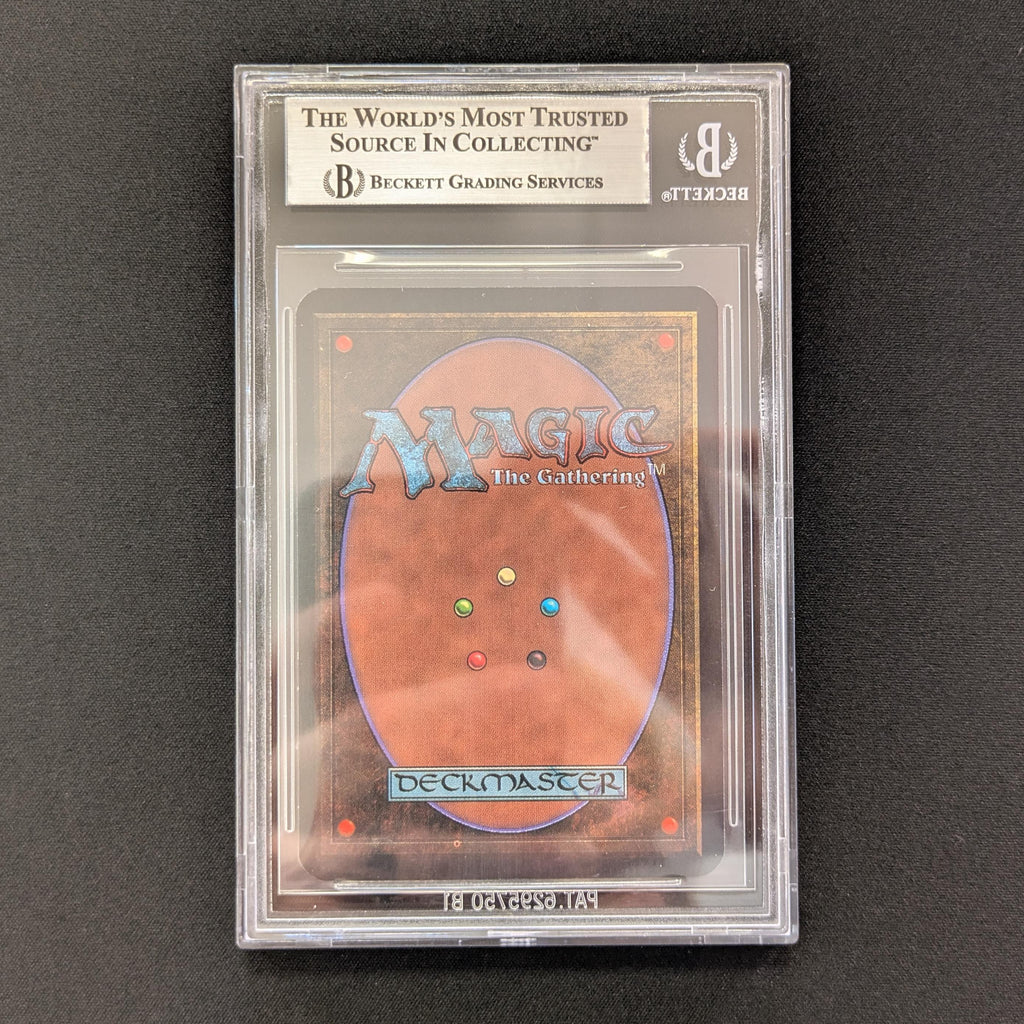 THE WORLD'S MOST TRUSTED
SOURCE IN COLLECTING™
B BECKETT GRADING SERVICES
B
BECKETT®
MAGIC
The Gathering™
DECKMASTER
PAT.6295750 B1